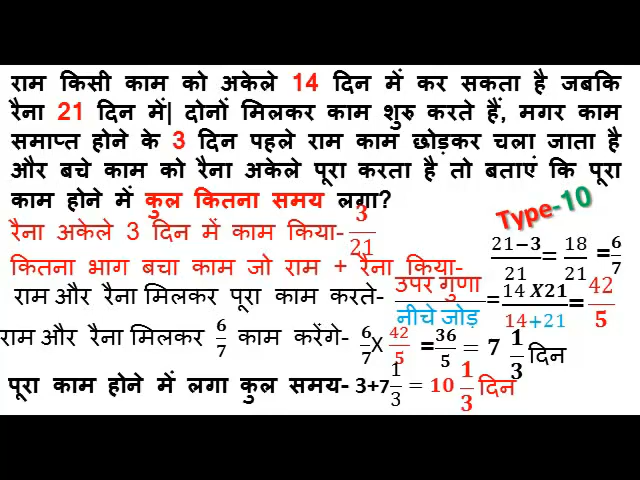 राम किसी काम को अकेले 14 दिन में कर सकता है जबकि
रैना 21 दिन में| दोनों मिलकर काम शुरु करते हैं, मगर काम
समाप्त होने के 3 दिन पहले राम काम छोड़कर चला जाता है
और बचे काम को रैना अकेले पूरा करता है तो बताएं कि पूरा
काम होने में कुल कितना समय लगा?
Type-10
रैना अकेले 3 दिन में काम किया- 3/21
कितना भाग बचा काम जो राम + रैना किया- (21−3)/21 = 18/21 = 6/7
राम और रैना मिलकर पूरा काम करते- उपर गुणा/नीचे जोड़ = (14 X21)/(14+21) = 42/5
राम और रैना मिलकर 6/7 काम करेंगे- 6/7 X 42/5 = 36/5 = 7 1/3 दिन
पूरा काम होने में लगा कुल समय- 3+7 1/3 = 10 1/3 दिन